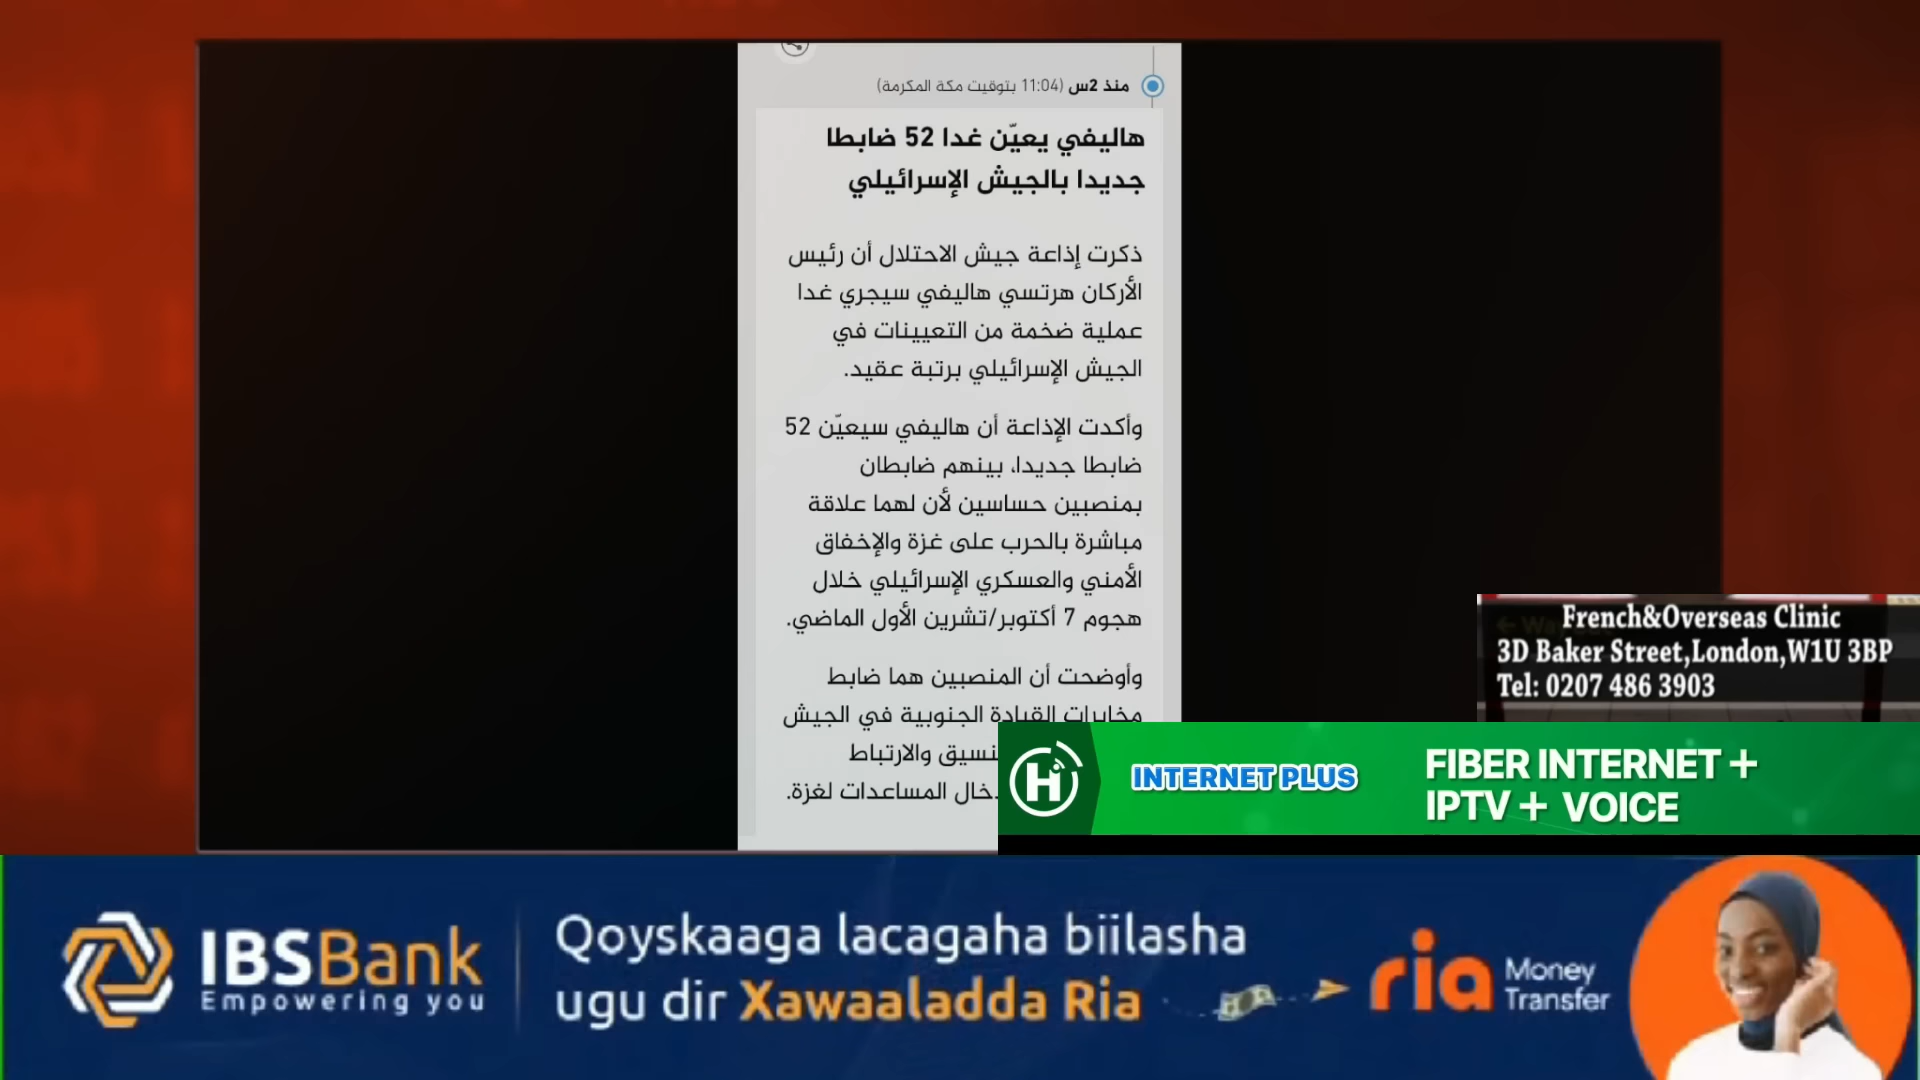 منذ 2س (11:04 بتوقيت مكة المكرمة)
هاليفي يعيّن غدا 52 ضابطا
جديدا بالجيش الإسرائيلي
ذكرت إذاعة جيش الاحتلال أن رئيس
الأركان هرتسي هاليفي سيجري غدا
عملية ضخمة من التعيينات في
الجيش الإسرائيلي برتبة عقيد.
وأكدت الإذاعة أن هاليفي سيعيّن 52
ضابطا جديدا، بينهم ضابطان
بمنصبين حساسين لأن لهما علاقة
مباشرة بالحرب على غزة والإخفاق
الأمني والعسكري الإسرائيلي خلال
هجوم 7 أكتوبر/تشرين الأول الماضي.
وأوضحت أن المنصبين هما ضابط
مخابرات القيادة الجنوبية في الجيش
والارتباط
المساعدات لغزة.
French&Overseas Clinic
3D Baker Street,London,W1U 3BP
Tel: 0207 486 3903
H
INTERNET PLUS
FIBER INTERNET +
IPTV + VOICE
IBSBank
Empowering you
Qoyskaaga lacagaha biilasha
ugu dir Xawaaladda Ria
ria Money
Transfer